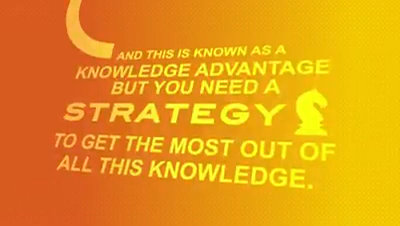 AND THIS IS KNOWN AS A
KNOWLEDGE ADVANTAGE
BUT YOU NEED A
STRATEGY
TO GET THE MOST OUT OF
ALL THIS KNOWLEDGE.